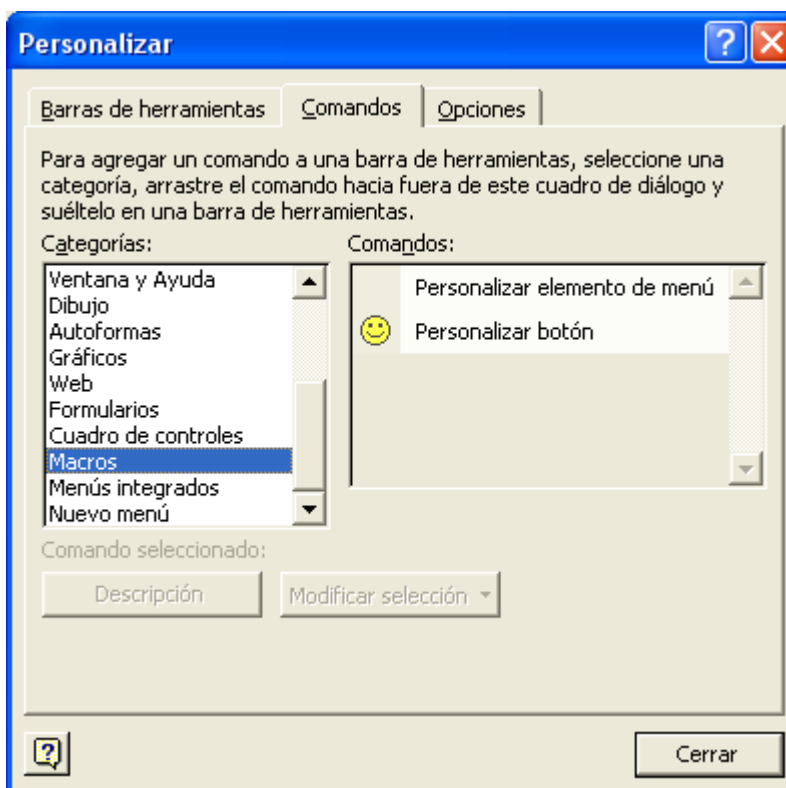 Personalizar
Barras de herramientas
Comandos
Opciones
Para agregar un comando a una barra de herramientas, seleccione una
categoría, arrastre el comando hacia fuera de este cuadro de diálogo y
suéltelo en una barra de herramientas.
Categorías:
Ventana y Ayuda
Dibujo
Autoformas
Gráficos
Web
Formularios
Cuadro de controles
Macros
Menús integrados
Nuevo menú
Comandos:
Personalizar elemento de menú
Personalizar botón
Comando seleccionado:
Descripción
Modificar selección
Cerrar